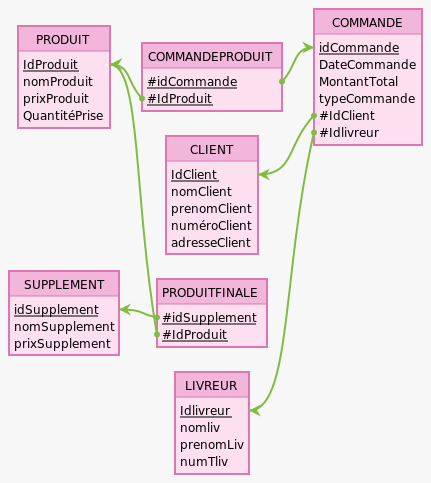 PRODUIT
IdProduit
nomProduit
prixProduit
QuantitéPrise
COMMANDEPRODUIT
#idCommande
#IdProduit
COMMANDE
idCommande
DateCommande
MontantTotal
typeCommande
#IdClient
#Idlivreur
CLIENT
IdClient
nomClient
prenomClient
numéroClient
adresseClient
SUPPLEMENT
idSupplement
nomSupplement
prixSupplement
PRODUITFINALE
#idSupplement
#IdProduit
LIVREUR
Idlivreur
nomliv
prenomLiv
numTliv